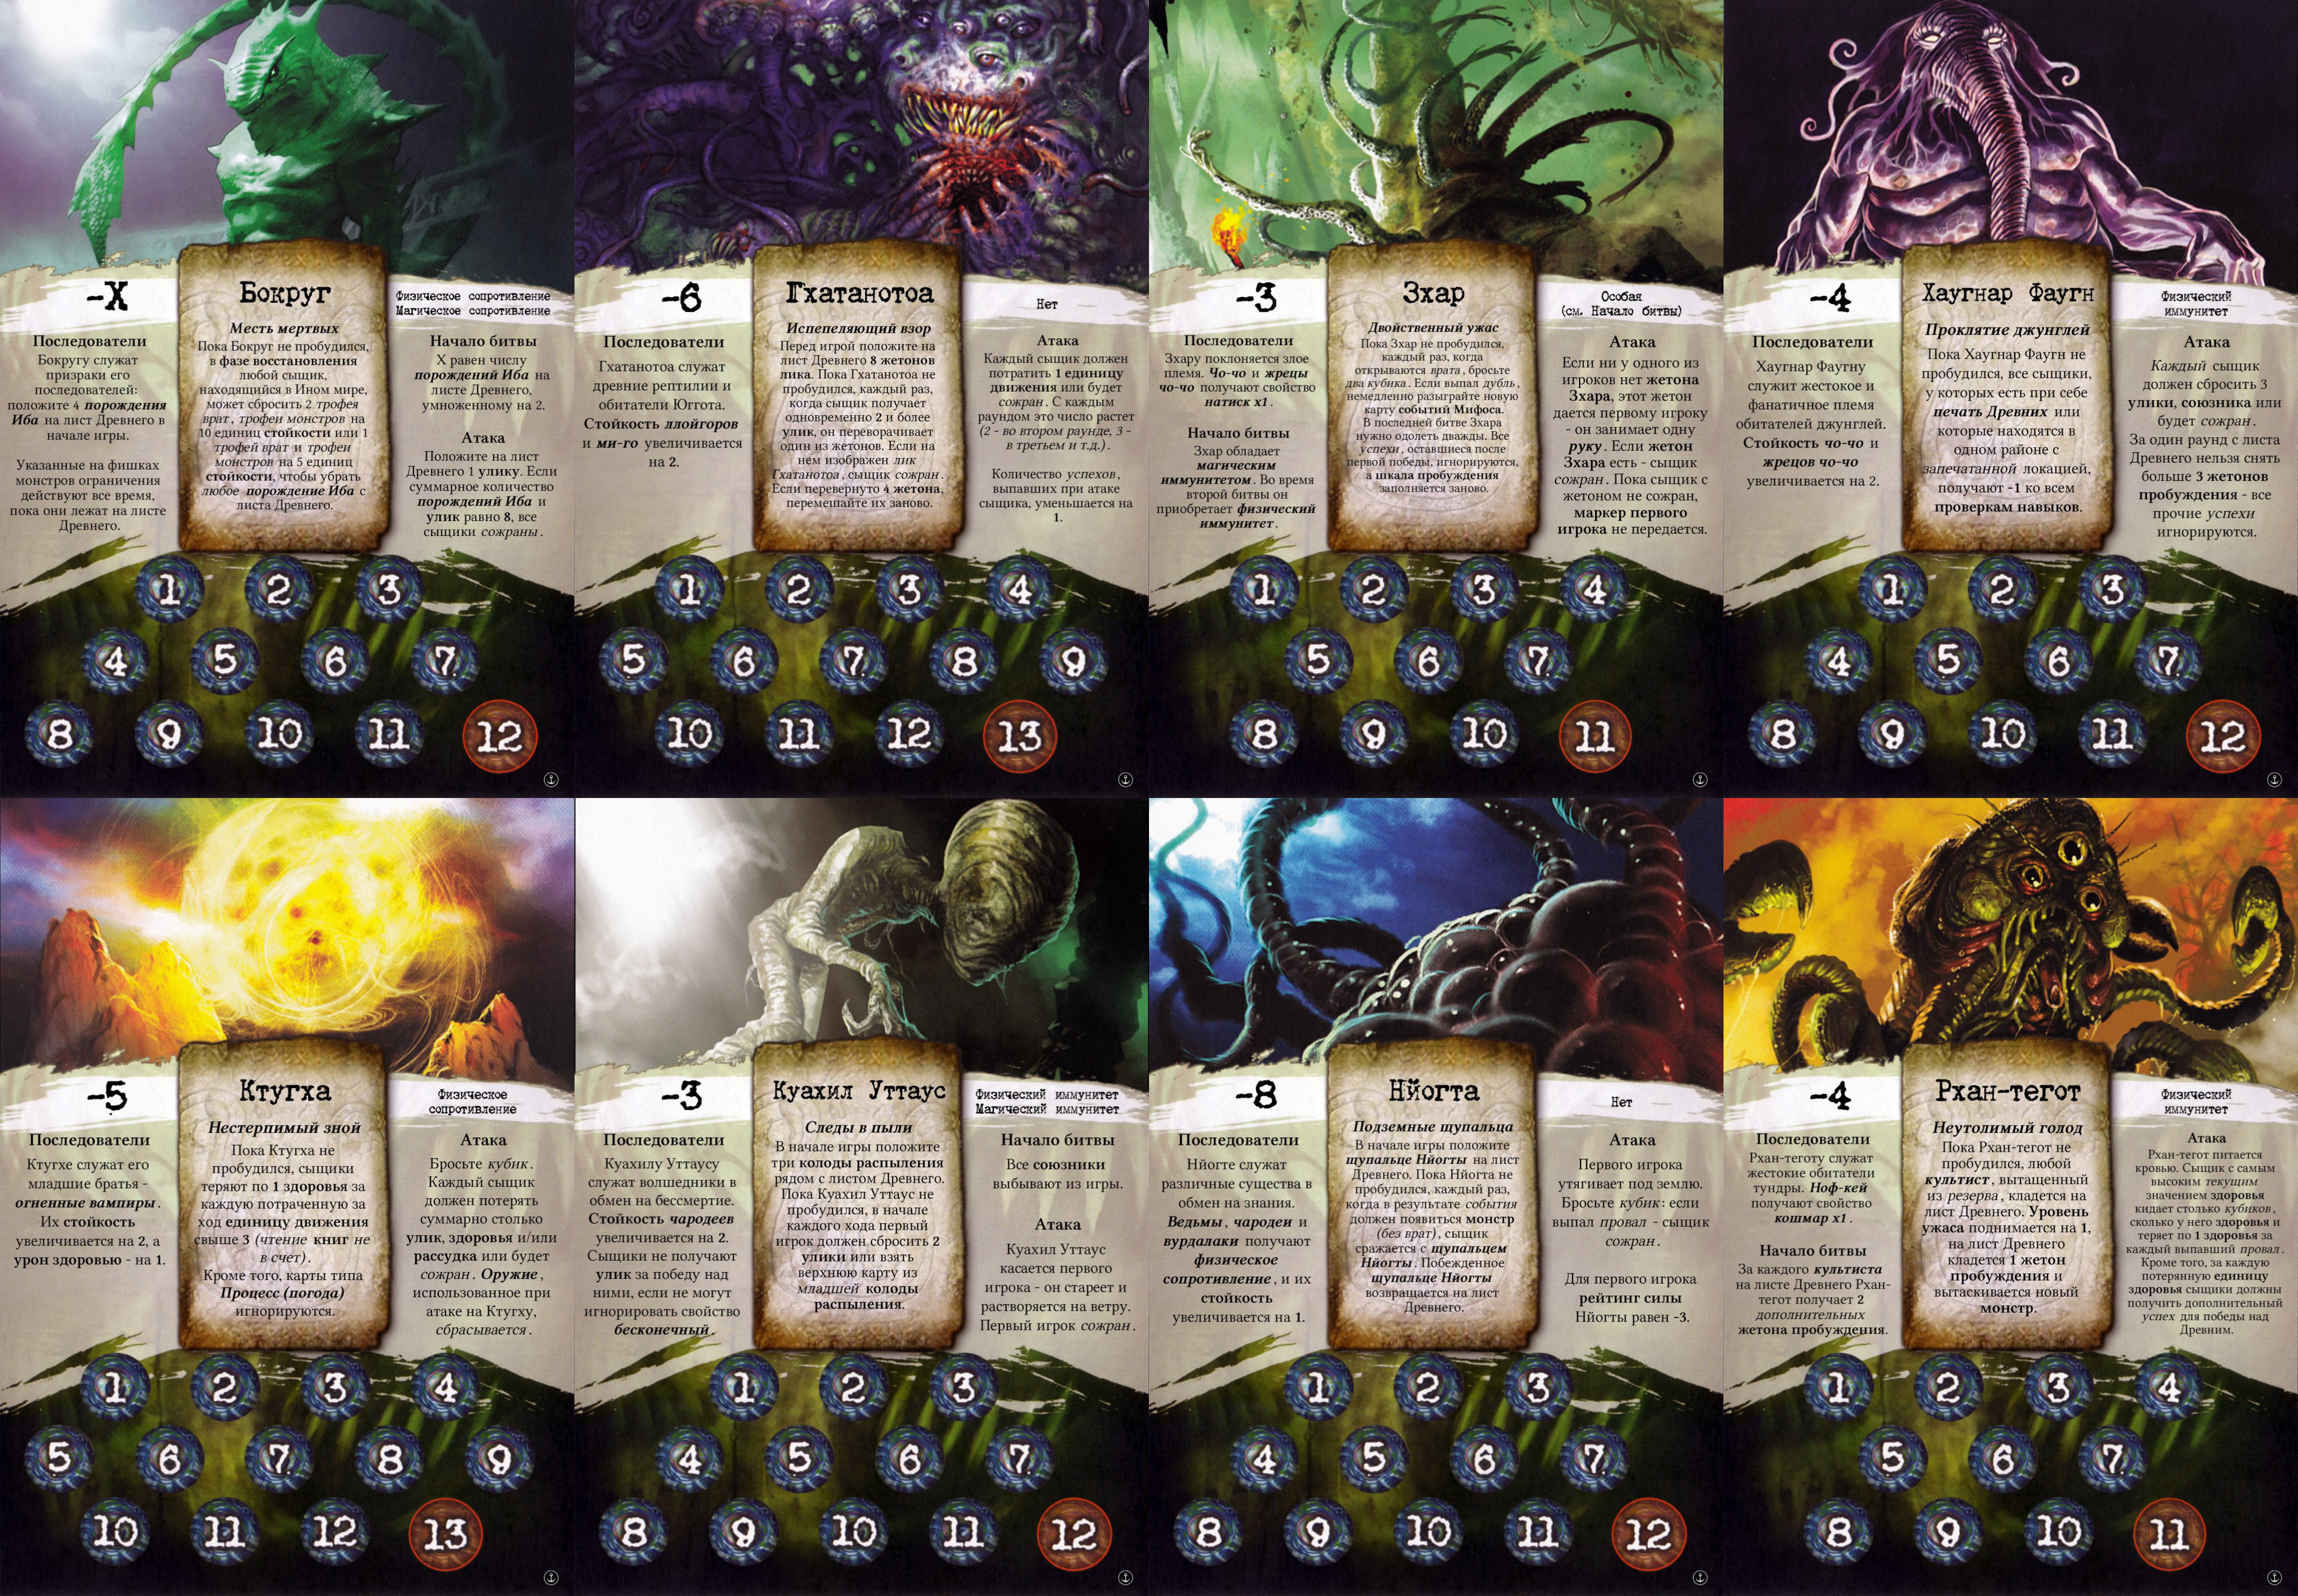 -X
Бокруг
Физическое сопротивление
Магическое сопротивление
Последователи
Бокругу служат
призраки его
последователей:
положите 4 порождения
Иба на лист Древнего в
начале игры.
Указанные на фишках
монстров ограничения
действуют все время,
пока они лежат на листе
Древнего.
Месть мертвых
Пока Бокруг не пробудился,
в фазе восстановления
любой сыщик,
находящийся в Ином мире,
может сбросить 2 трофея
врат, трофеи монстров на
10 единиц стойкости или 1
трофей врат и трофеи
монстров на 5 единиц
стойкости, чтобы убрать
любое порождение Иба с
листа Древнего.
Начало битвы
X равен числу
порождений Иба на
листе Древнего,
умноженному на 2.
Атака
Положите на лист
Древнего 1 улику. Если
суммарное количество
порождений Иба и
улик равно 8, все
сыщики сожраны.
1 2 3
4 5 6 7
8 9 10 11 12
-6
Гхатанотоа
Нет
Последователи
Гхатанотоа служат
древние рептилии и
обитатели Юггота.
Стойкость ллойгоров
и ми-го увеличивается
на 2.
Испепеляющий взор
Перед игрой положите на
лист Древнего 8 жетонов
лика. Пока Гхатанотоа не
пробудился, каждый раз,
когда сыщик получает
одновременно 2 и более
улик, он переворачивает
один из жетонов. Если на
нем изображен лик
Гхатанотоа, сыщик сожран.
Если перевернуто 4 жетона,
перемешайте их заново.
Атака
Каждый сыщик должен
потратить 1 единицу
движения или будет
сожран. С каждым
раундом это число растет
(2 - во втором раунде, 3 -
в третьем и т.д.).
Количество успехов,
выпавших при атаке
сыщика, уменьшается на
1.
1 2 3 4
5 6 7 8 9
10 11 12 13
-3
Зхар
Особая
(см. Начало битвы)
Последователи
Зхару поклоняется злое
племя. Чо-чо и жрецы
чо-чо получают свойство
натиск х1.
Начало битвы
Зхар обладает
магическим
иммунитетом. Во время
второй битвы он
приобретает физический
иммунитет.
Двойственный ужас
Пока Зхар не пробудился,
каждый раз, когда
открываются врата, бросьте
два кубика. Если выпал дубль,
немедленно разыграйте новую
карту событий Мифоса.
В последней битве Зхара
нужно одолеть дважды. Все
успехи, оставшиеся после
первой победы, игнорируются,
а шкала пробуждения
заполняется заново.
Атака
Если ни у одного из
игроков нет жетона
Зхара, этот жетон
дается первому игроку
- он занимает одну
руку. Если жетон
Зхара есть - сыщик
сожран. Пока сыщик с
жетоном не сожран,
маркер первого
игрока не передается.
1 2 3 4
5 6 7
8 9 10 11
-4
Хаугнар Фаугн
Физический
иммунитет
Последователи
Хаугнар Фаугну
служит жестокое и
фанатичное племя
обитателей джунглей.
Стойкость чо-чо и
жрецов чо-чо
увеличивается на 2.
Проклятие джунглей
Пока Хаугнар Фаугн не
пробудился, все сыщики,
у которых есть при себе
печать Древних или
которые находятся в
одном районе с
запечатанной локацией,
получают -1 ко всем
проверкам навыков.
Атака
Каждый сыщик
должен сбросить 3
улики, союзника или
будет сожран.
За один раунд с листа
Древнего нельзя снять
больше 3 жетонов
пробуждения - все
прочие успехи
игнорируются.
1 2 3
4 5 6 7
8 9 10 11 12
-5
Ктугха
Физическое
сопротивление
Последователи
Ктугхе служат его
младшие братья -
огненные вампиры.
Их стойкость
увеличивается на 2, а
урон здоровью - на 1.
Нестерпимый зной
Пока Ктугха не
пробудился, сыщики
теряют по 1 здоровья за
каждую потраченную за
ход единицу движения
свыше 3 (чтение книг не
в счет).
Кроме того, карты типа
Процесс (погода)
игнорируются.
Атака
Бросьте кубик.
Каждый сыщик
должен потерять
суммарно столько
улик, здоровья и/или
рассудка или будет
сожран. Оружие,
использованное при
атаке на Ктугху,
сбрасывается.
1 2 3 4
5 6 7 8 9
10 11 12 13
-3
Куахил Уттаус
Физический иммунитет
Магический иммунитет
Последователи
Куахилу Уттаусу
служат волшедники в
обмен на бессмертие.
Стойкость чародеев
увеличивается на 2.
Сыщики не получают
улик за победу над
ними, если не могут
игнорировать свойство
бесконечный.
Следы в пыли
В начале игры положите
три колоды распыления
рядом с листом Древнего.
Пока Куахил Уттаус не
пробудился, в начале
каждого хода первый
игрок должен сбросить 2
улики или взять
верхнюю карту из
младшей колоды
распыления.
Начало битвы
Все союзники
выбывают из игры.
Атака
Куахил Уттаус
касается первого
игрока - он стареет и
растворяется на ветру.
Первый игрок сожран.
1 2 3
4 5 6 7
8 9 10 11 12
-8
Нйогта
Нет
Последователи
Нйогте служат
различные существа в
обмен на знания.
Ведьмы, чародеи и
вурдалаки получают
физическое
сопротивление, и их
стойкость
увеличивается на 1.
Подземные щупальца
В начале игры положите
щупальце Нйогты на лист
Древнего. Пока Нйогта не
пробудился, каждый раз,
когда в результате события
должен появиться монстр
(без врат), сыщик
сражается с щупальцем
Нйогты. Побежденное
щупальце Нйогты
возвращается на лист
Древнего.
Атака
Первого игрока
утягивает под землю.
Бросьте кубик: если
выпал провал - сыщик
сожран.
Для первого игрока
рейтинг силы
Нйогты равен -3.
1 2 3
4 5 6 7
8 9 10 11 12
-4
Рхан-тегот
Физический
иммунитет
Последователи
Рхан-теготу служат
жестокие обитатели
тундры. Ноф-кей
получают свойство
кошмар х1.
Начало битвы
За каждого культиста
на листе Древнего Рхан-
тегот получает 2
дополнительных
жетона пробуждения.
Неутолимый голод
Пока Рхан-тегот не
пробудился, любой
культист, вытащенный
из резерва, кладется на
лист Древнего. Уровень
ужаса поднимается на 1,
на лист Древнего
кладется 1 жетон
пробуждения и
вытаскивается новый
монстр.
Атака
Рхан-тегот питается
кровью. Сыщик с самым
высоким текущим
значением здоровья
кидает столько кубиков,
сколько у него здоровья и
теряет по 1 здоровья за
каждый выпавший провал.
Кроме того, за каждую
потерянную единицу
здоровья сыщики должны
получить дополнительный
успех для победы над
Древним.
1 2 3 4
5 6 7
8 9 10 11